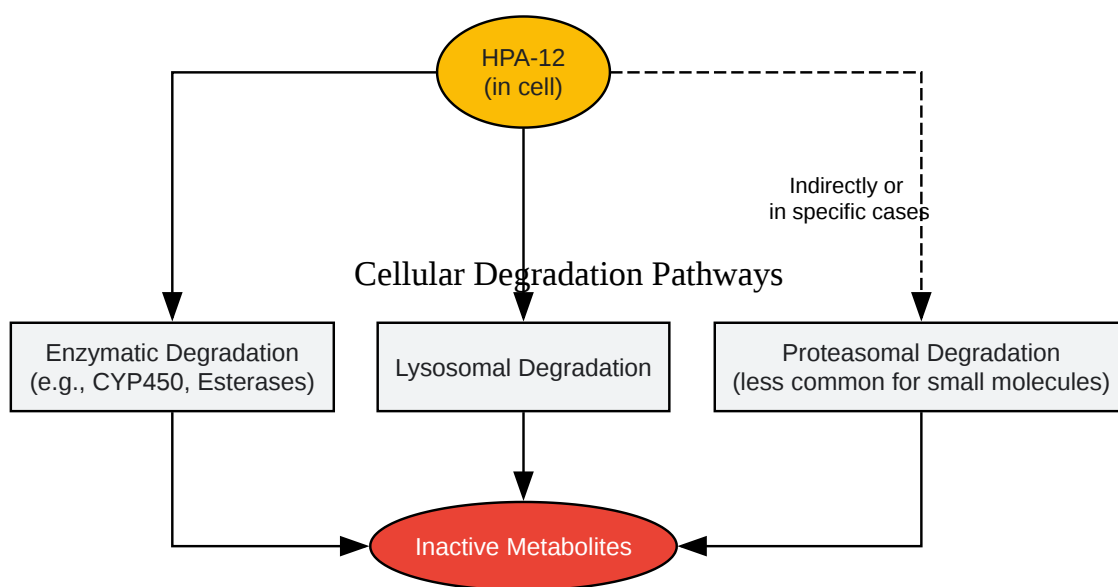 HPA-12
(in cell)
Indirectly or
in specific cases
Cellular Degradation Pathways
Enzymatic Degradation
(e.g., CYP450, Esterases)
Lysosomal Degradation
Proteasomal Degradation
(less common for small molecules)
Inactive Metabolites